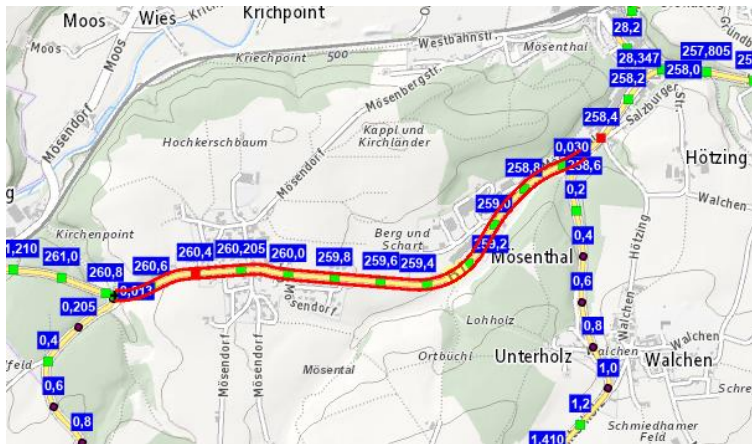 Moos
Wies
Krichpoint
Krichpoint
500
Westbahnstr.
Mösenthal
28,2
28,347
257,805
258,0
258,2
Moos
Mösendorf
Mösenbergstr.
Salzburger
Str
258,4
Hochkerschbaum
Kappl und
Kirchländer
Mösendorf
0,030
258,6
258,8
Hötzing
0,2
Walchen
Kirchenpoint
Berg und
Schart
259,0
Hötzing
1,210
261,0
260,8
260,6
260,4
260,205
260,0
259,8
259,6
259,4
259,2
Mösenthal
0,4
0,013
0,205
Mösendorf
0,6
0,4
Lohholz
0,8
Walchen
Walchen
Mösental
Ortbüchl
Unterholz
Walchen
Walchen
Mösendorf
Mösendorf
1,0
0,6
1,2
0,8
Schmiedhamer
Feld
1,410